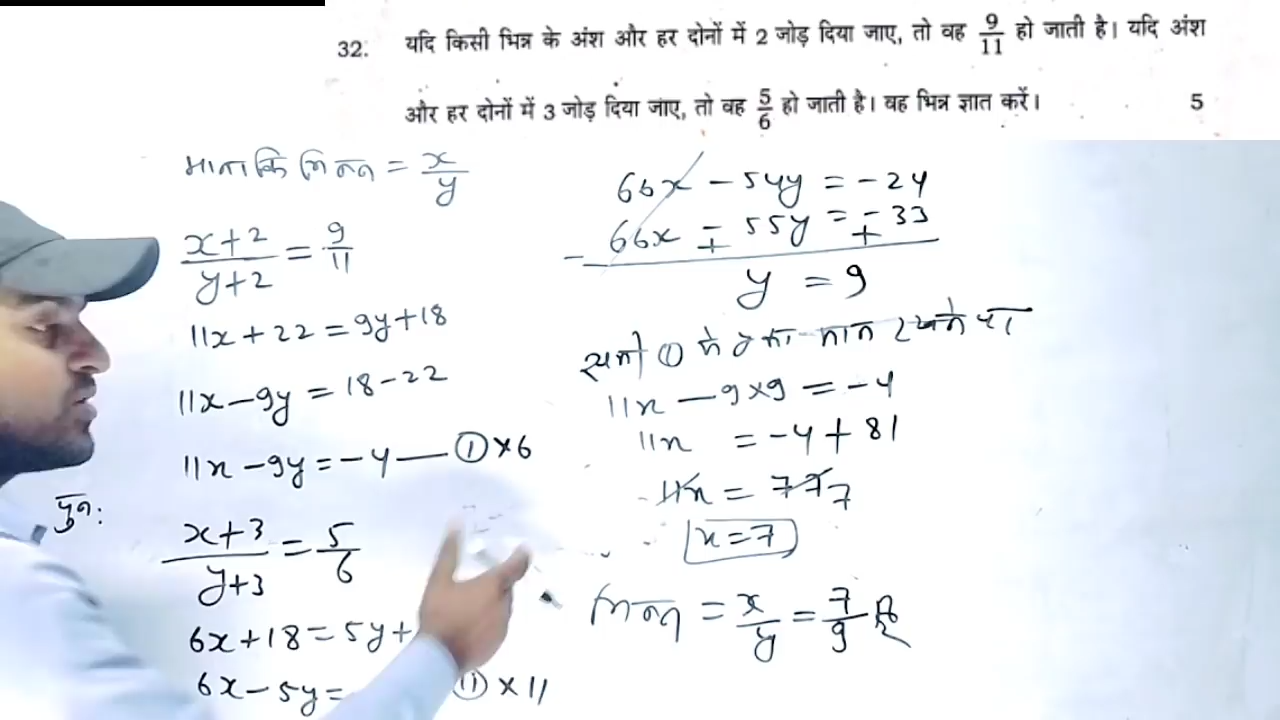 32. यदि किसी भिन्न के अंश और हर दोनों में 2 जोड़ दिया जाए, तो वह 9/11 हो जाती है। यदि अंश
और हर दोनों में 3 जोड़ दिया जाए, तो वह 5/6 हो जाती है। वह भिन्न ज्ञात करें। 5
माना कि भिन्न = x/y
(x+2)/(y+2) = 9/11
11x + 22 = 9y + 18
11x - 9y = 18 - 22
11x - 9y = -4 — ① × 6
पुनः
(x+3)/(y+3) = 5/6
6x + 18 = 5y +
6x - 5y =
⑪ × 11
66x - 54y = -24
66x - 55y = -33
- + +
y = 9
① में y का मान रखने पर
11x - 9×9 = -4
11x = -4 + 81
11x = 77 7
x = 7
भिन्न = x/y = 7/9 है